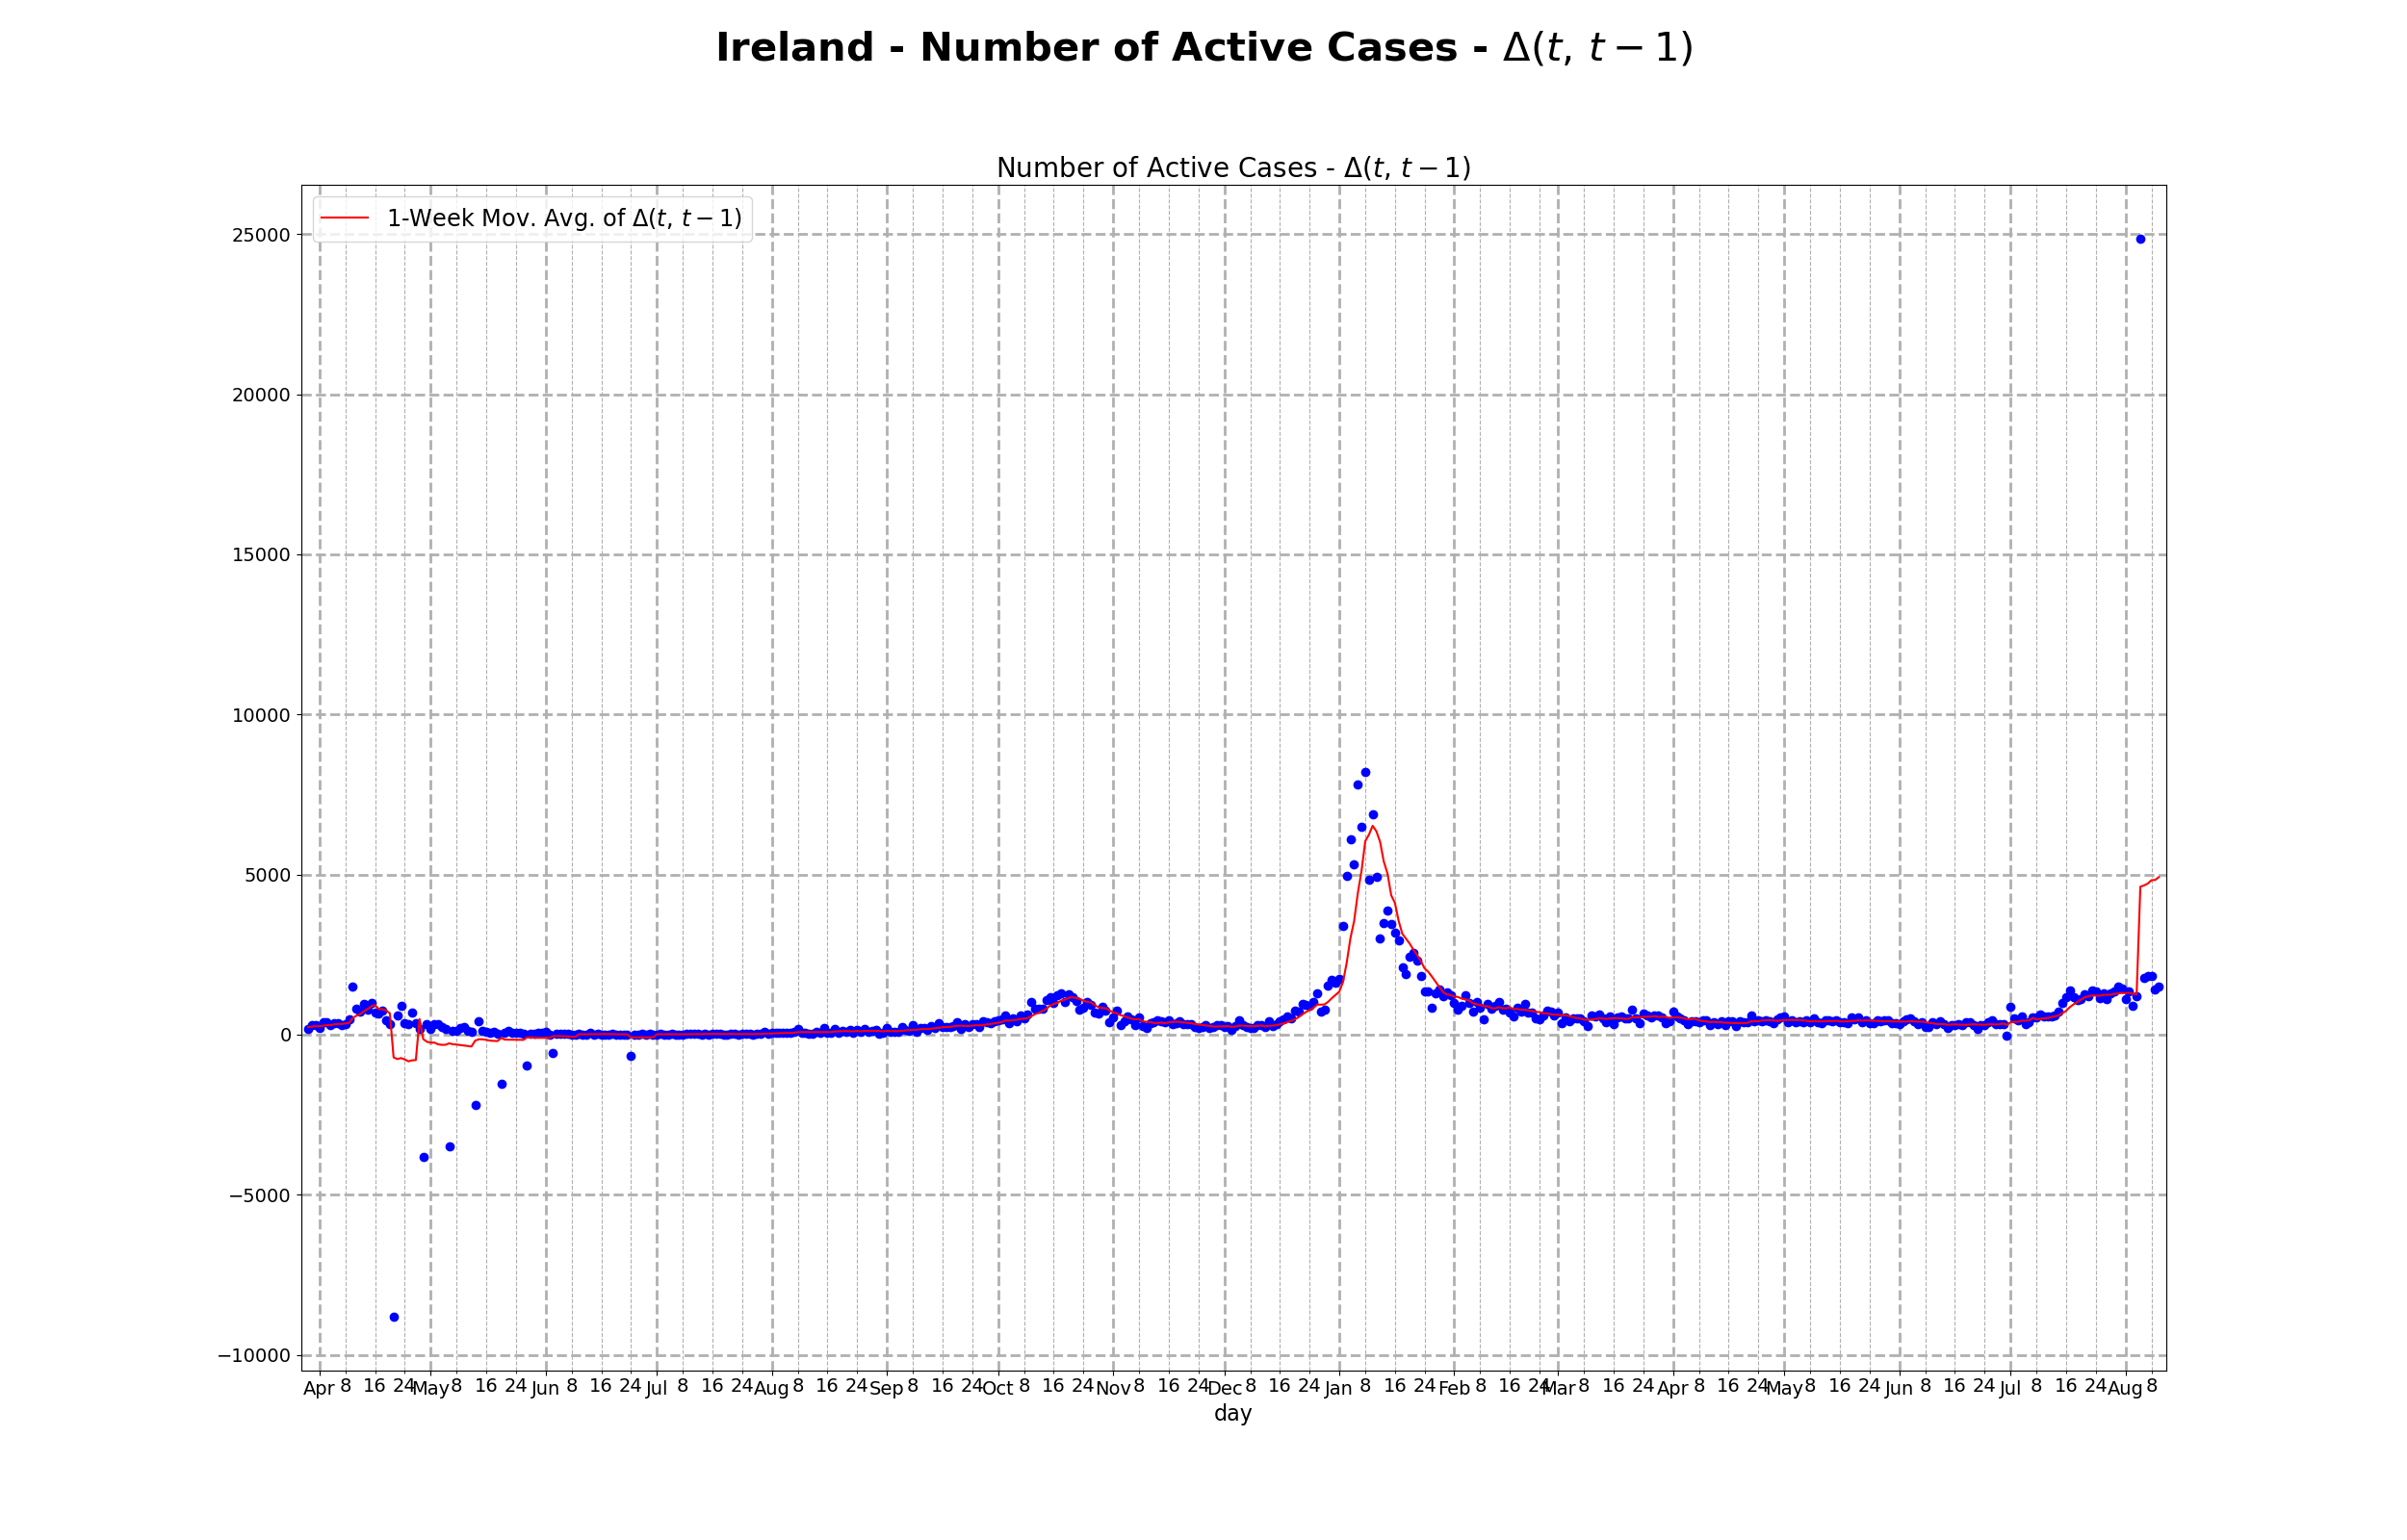 Ireland - Number of Active Cases - Δ(t, t − 1)
Number of Active Cases - Δ(t, t − 1)
1-Week Mov. Avg. of Δ(t, t − 1)
25000
20000
15000
10000
5000
0
−5000
−10000
Apr 8 16 24 May 8 16 24 Jun 8 16 24 Jul 8 16 24 Aug 8 16 24 Sep 8 16 24 Oct 8 16 24 Nov 8 16 24 Dec 8 16 24 Jan 8 16 24 Feb 8 16 24 Mar 8 16 24 Apr 8 16 24 May 8 16 24 Jun 8 16 24 Jul 8 16 24 Aug 8
day